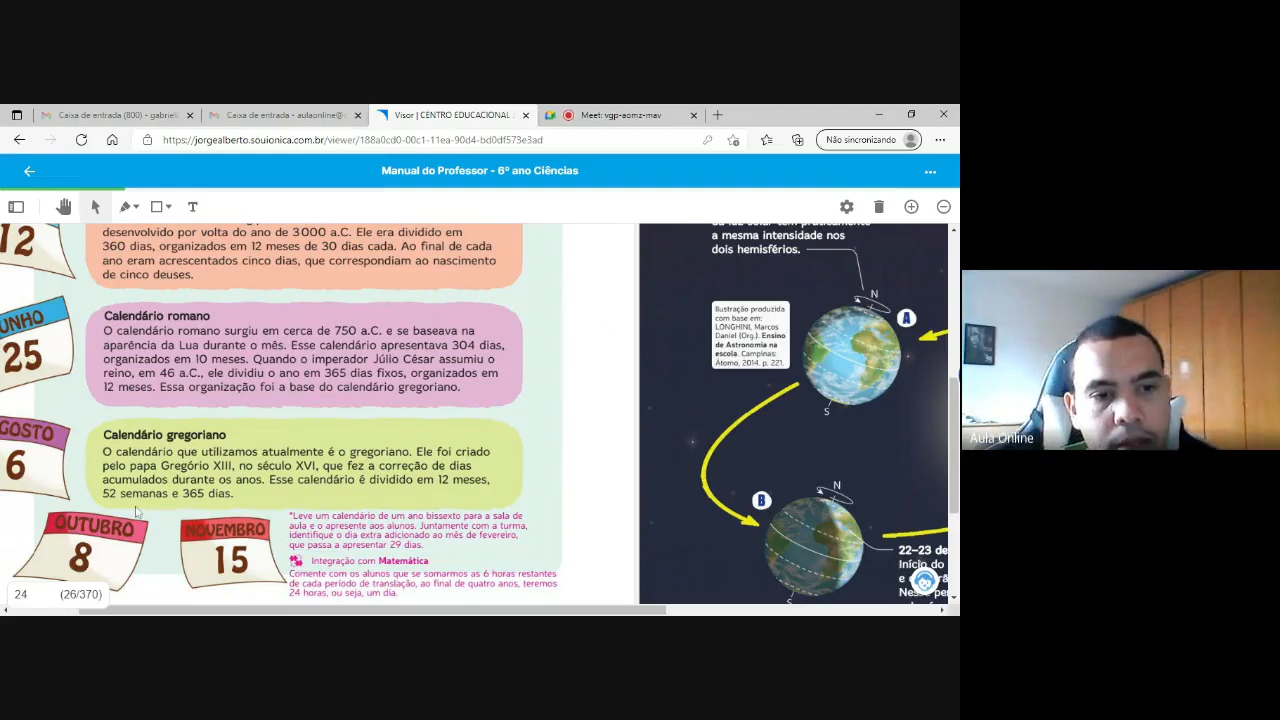 Caixa de entrada (800) - gabriel
Caixa de entrada - aulaonline@
Visor | CENTRO EDUCACIONAL
Meet: vgp-aomz-mav
https://jorgealberto.souionica.com.br/viewer/188a0cd0-00c1-11ea-90d4-bd0df573e3ad
Não sincronizando
Manual do Professor - 6º ano Ciências
T
12
desenvolvido por volta do ano de 3 000 a.C. Ele era dividido em
360 dias, organizados em 12 meses de 30 dias cada. Ao final de cada
ano eram acrescentados cinco dias, que correspondiam ao nascimento
de cinco deuses.
UNHO
25
Calendário romano
O calendário romano surgiu em cerca de 750 a.C. e se baseava na
aparência da Lua durante o mês. Esse calendário apresentava 304 dias,
organizados em 10 meses. Quando o imperador Júlio César assumiu o
reino, em 46 a.C., ele dividiu o ano em 365 dias fixos, organizados em
12 meses. Essa organização foi a base do calendário gregoriano.
GOSTO
6
Calendário gregoriano
O calendário que utilizamos atualmente é o gregoriano. Ele foi criado
pelo papa Gregório XIII, no século XVI, que fez a correção de dias
acumulados durante os anos. Esse calendário é dividido em 12 meses,
52 semanas e 365 dias.
OUTUBRO
8
NOVEMBRO
15
*Leve um calendário de um ano bissexto para a sala de
aula e o apresente aos alunos. Juntamente com a turma,
identifique o dia extra adicionado ao mês de fevereiro,
que passa a apresentar 29 dias.
Integração com Matemática
Comente com os alunos que se somarmos as 6 horas restantes
de cada período de translação, ao final de quatro anos, teremos
24 horas, ou seja, um dia.
24 (26/370)
da luz solar tem praticamente
a mesma intensidade nos
dois hemisférios.
Ilustração produzida
com base em:
LONGHINI, Marcos
Daniel (Org.). Ensino
de Astronomia na
escola. Campinas:
Átomo, 2014. p. 221.
N
A
S
N
B
S
22–23 de
Início do
e
Nesse per
Aula Online